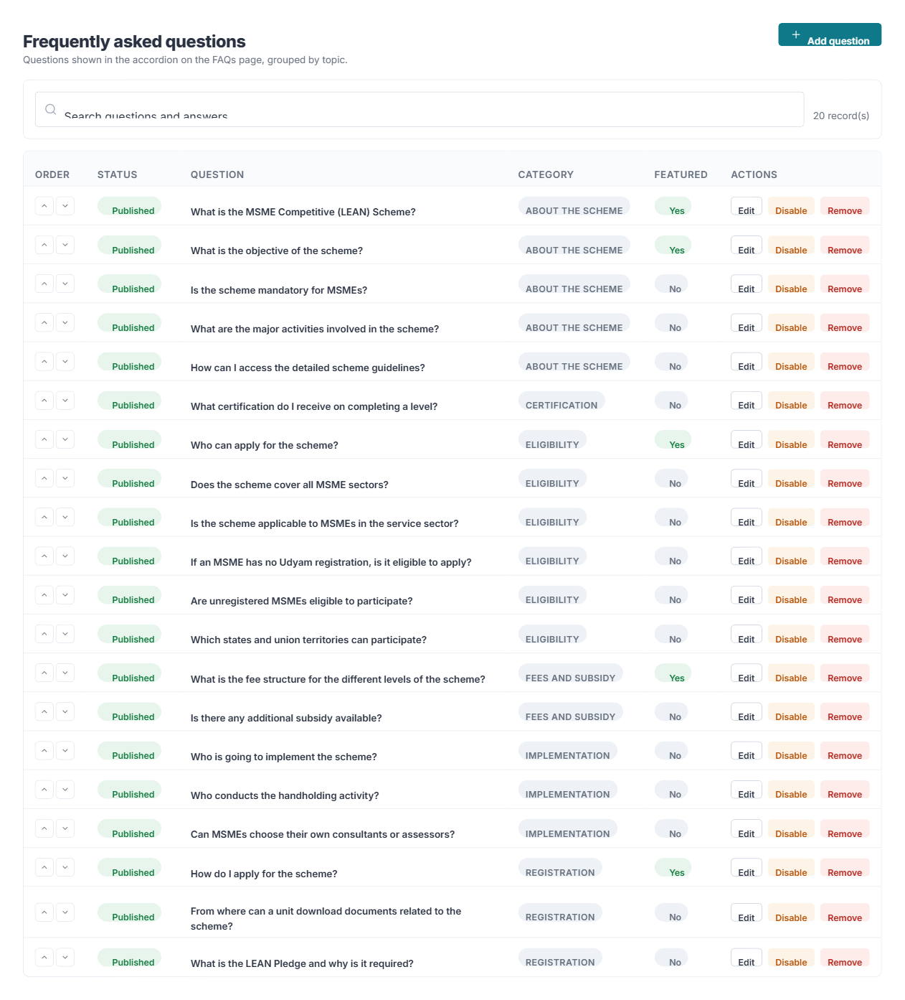 Frequently asked questions
Add question
Questions shown in the accordion on the FAQs page, grouped by topic.
Search questions and answers
20 record(s)
ORDER STATUS QUESTION CATEGORY FEATURED ACTIONS
Published What is the MSME Competitive (LEAN) Scheme? ABOUT THE SCHEME Yes Edit Disable Remove
Published What is the objective of the scheme? ABOUT THE SCHEME Yes Edit Disable Remove
Published Is the scheme mandatory for MSMEs? ABOUT THE SCHEME No Edit Disable Remove
Published What are the major activities involved in the scheme? ABOUT THE SCHEME No Edit Disable Remove
Published How can I access the detailed scheme guidelines? ABOUT THE SCHEME No Edit Disable Remove
Published What certification do I receive on completing a level? CERTIFICATION No Edit Disable Remove
Published Who can apply for the scheme? ELIGIBILITY Yes Edit Disable Remove
Published Does the scheme cover all MSME sectors? ELIGIBILITY No Edit Disable Remove
Published Is the scheme applicable to MSMEs in the service sector? ELIGIBILITY No Edit Disable Remove
Published If an MSME has no Udyam registration, is it eligible to apply? ELIGIBILITY No Edit Disable Remove
Published Are unregistered MSMEs eligible to participate? ELIGIBILITY No Edit Disable Remove
Published Which states and union territories can participate? ELIGIBILITY No Edit Disable Remove
Published What is the fee structure for the different levels of the scheme? FEES AND SUBSIDY Yes Edit Disable Remove
Published Is there any additional subsidy available? FEES AND SUBSIDY No Edit Disable Remove
Published Who is going to implement the scheme? IMPLEMENTATION No Edit Disable Remove
Published Who conducts the handholding activity? IMPLEMENTATION No Edit Disable Remove
Published Can MSMEs choose their own consultants or assessors? IMPLEMENTATION No Edit Disable Remove
Published How do I apply for the scheme? REGISTRATION Yes Edit Disable Remove
Published From where can a unit download documents related to the REGISTRATION No Edit Disable Remove
scheme?
Published What is the LEAN Pledge and why is it required? REGISTRATION No Edit Disable Remove